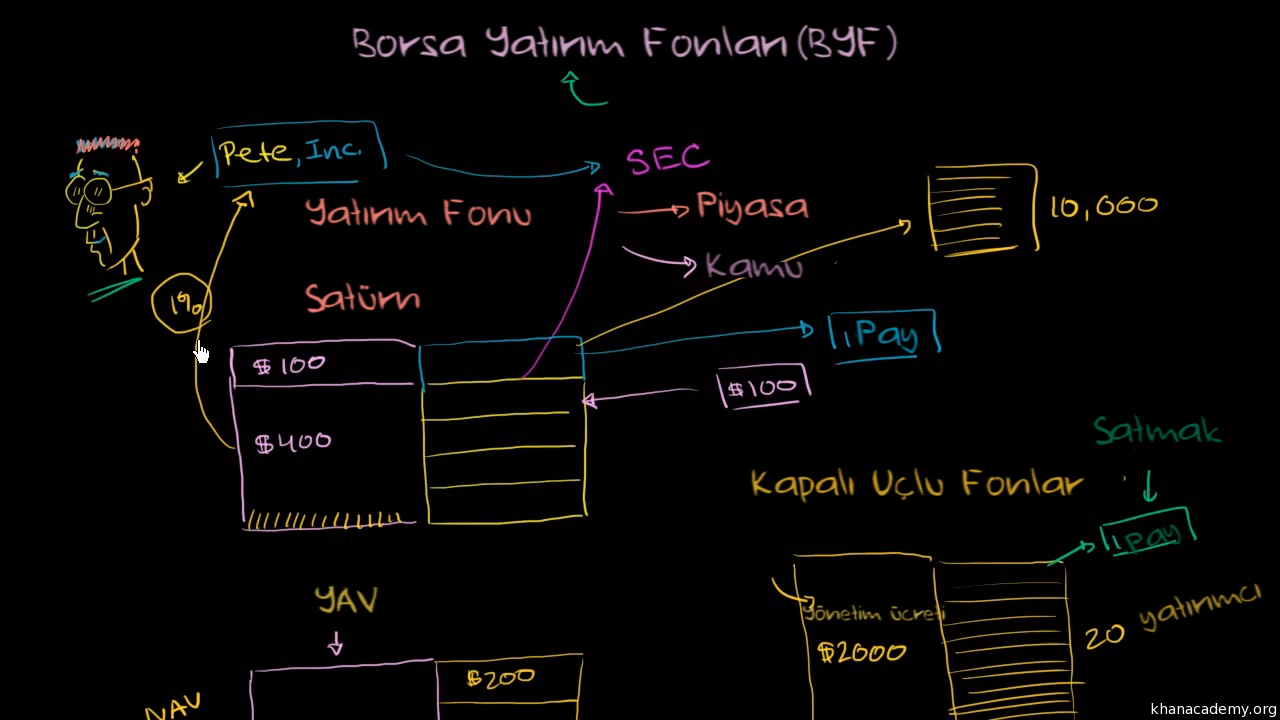 Borsa Yatırım Fonları (BYF)
Pete, Inc.
SEC
Yatırım Fonu
Piyasa
10,000
Kamu
1%
Satürn
1 Pay
$100
$100
$400
Satmak
Kapalı Uçlu Fonlar
1 Pay
YAV
Yönetim ücreti
$2000
20 yatırımcı
$200
NAV
khanacademy.org